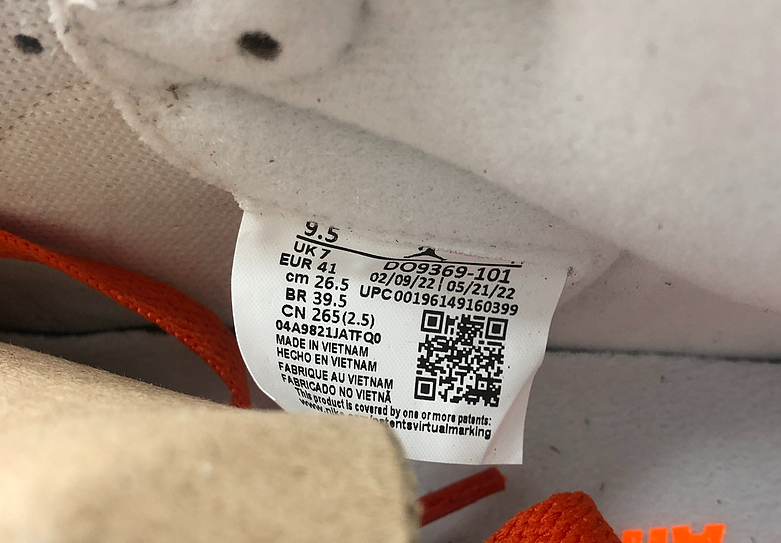 9.5
UK 7
EUR 41
cm 26.5
BR 39.5
CN 265(2.5)
DO9369-101
02/09/22 | 05/21/22
UPC00196149160399
04A9821JATFQ0
MADE IN VIETNAM
HECHO EN VIETNAM
FABRIQUE AU VIETNAM
FABRICADO NO VIETNÃ
This product is covered by one or more patents: